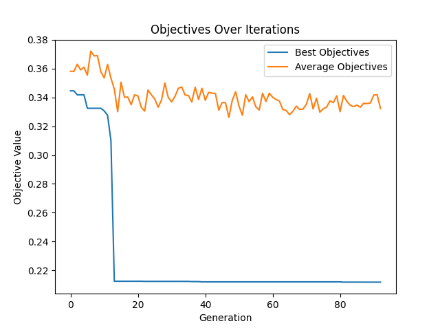 Objectives Over Iterations
Best Objectives
Average Objectives
Objective Value
0.38
0.36
0.34
0.32
0.30
0.28
0.26
0.24
0.22
0 20 40 60 80
Generation